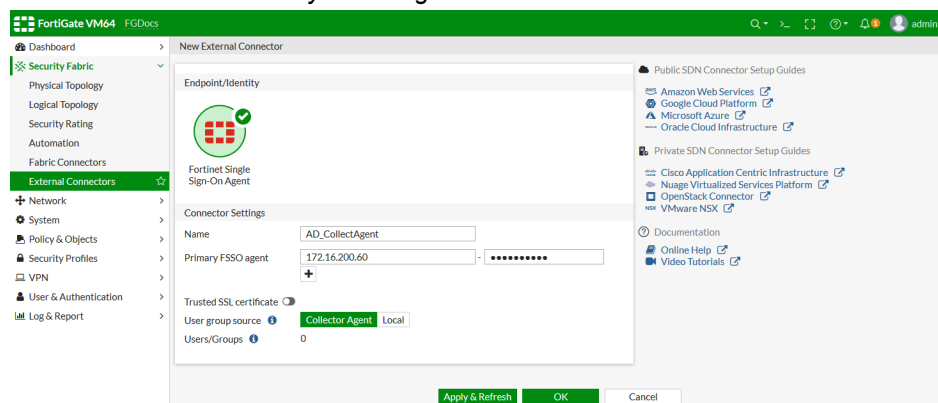 FortiGate VM64 FGDocs
admin
Dashboard
Security Fabric
Physical Topology
Logical Topology
Security Rating
Automation
Fabric Connectors
External Connectors
Network
System
Policy & Objects
Security Profiles
VPN
User & Authentication
Log & Report
New External Connector
Endpoint/Identity
Fortinet Single
Sign-On Agent
Connector Settings
Name AD_CollectAgent
Primary FSSO agent 172.16.200.60 - ••••••••••
Trusted SSL certificate
User group source Collector Agent Local
Users/Groups 0
Apply & Refresh OK Cancel
Public SDN Connector Setup Guides
Amazon Web Services
Google Cloud Platform
Microsoft Azure
Oracle Cloud Infrastructure
Private SDN Connector Setup Guides
Cisco Application Centric Infrastructure
Nuage Virtualized Services Platform
OpenStack Connector
NSX VMware NSX
Documentation
Online Help
Video Tutorials